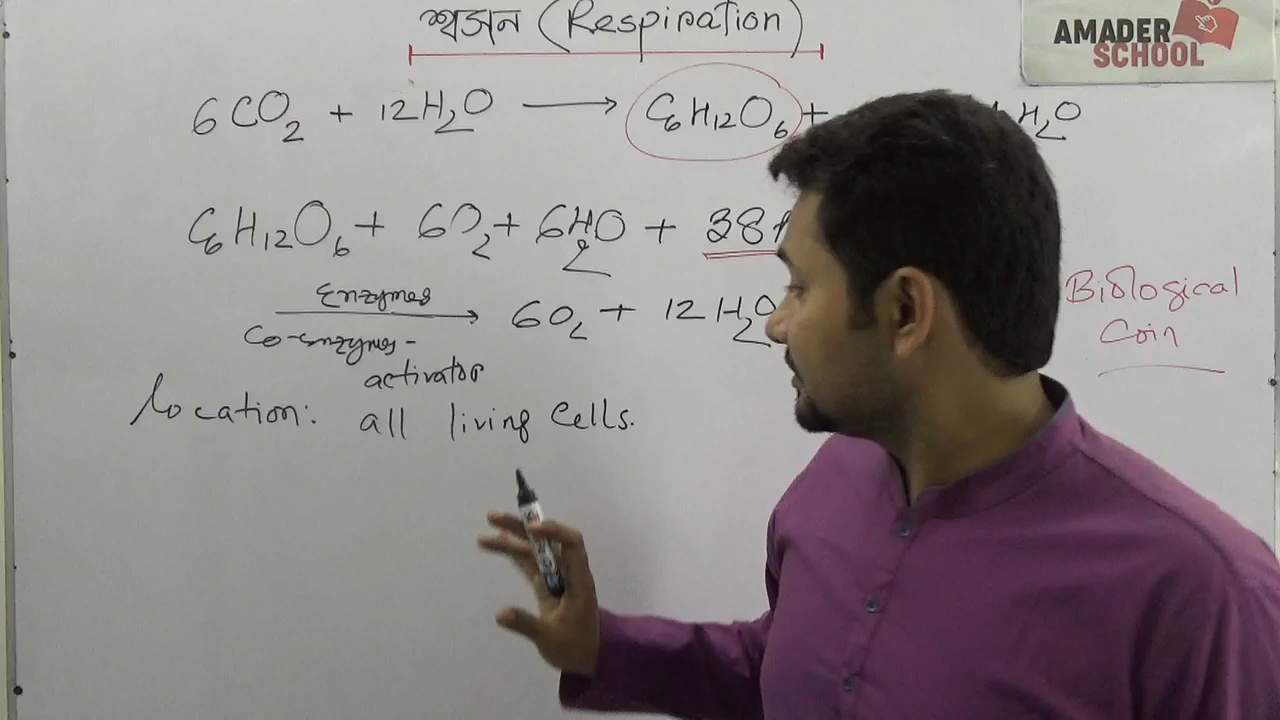 শ্বসন (Respiration)
AMADER
SCHOOL
6CO₂ + 12H₂O → C₆H₁₂O₆ + H₂O
C₆H₁₂O₆ + 6O₂ + 6H₂O + 38
Enzymes
Co-enzymes-
activator
→ 6O₂ + 12H₂O
Biological
Coin
location: all living cells.